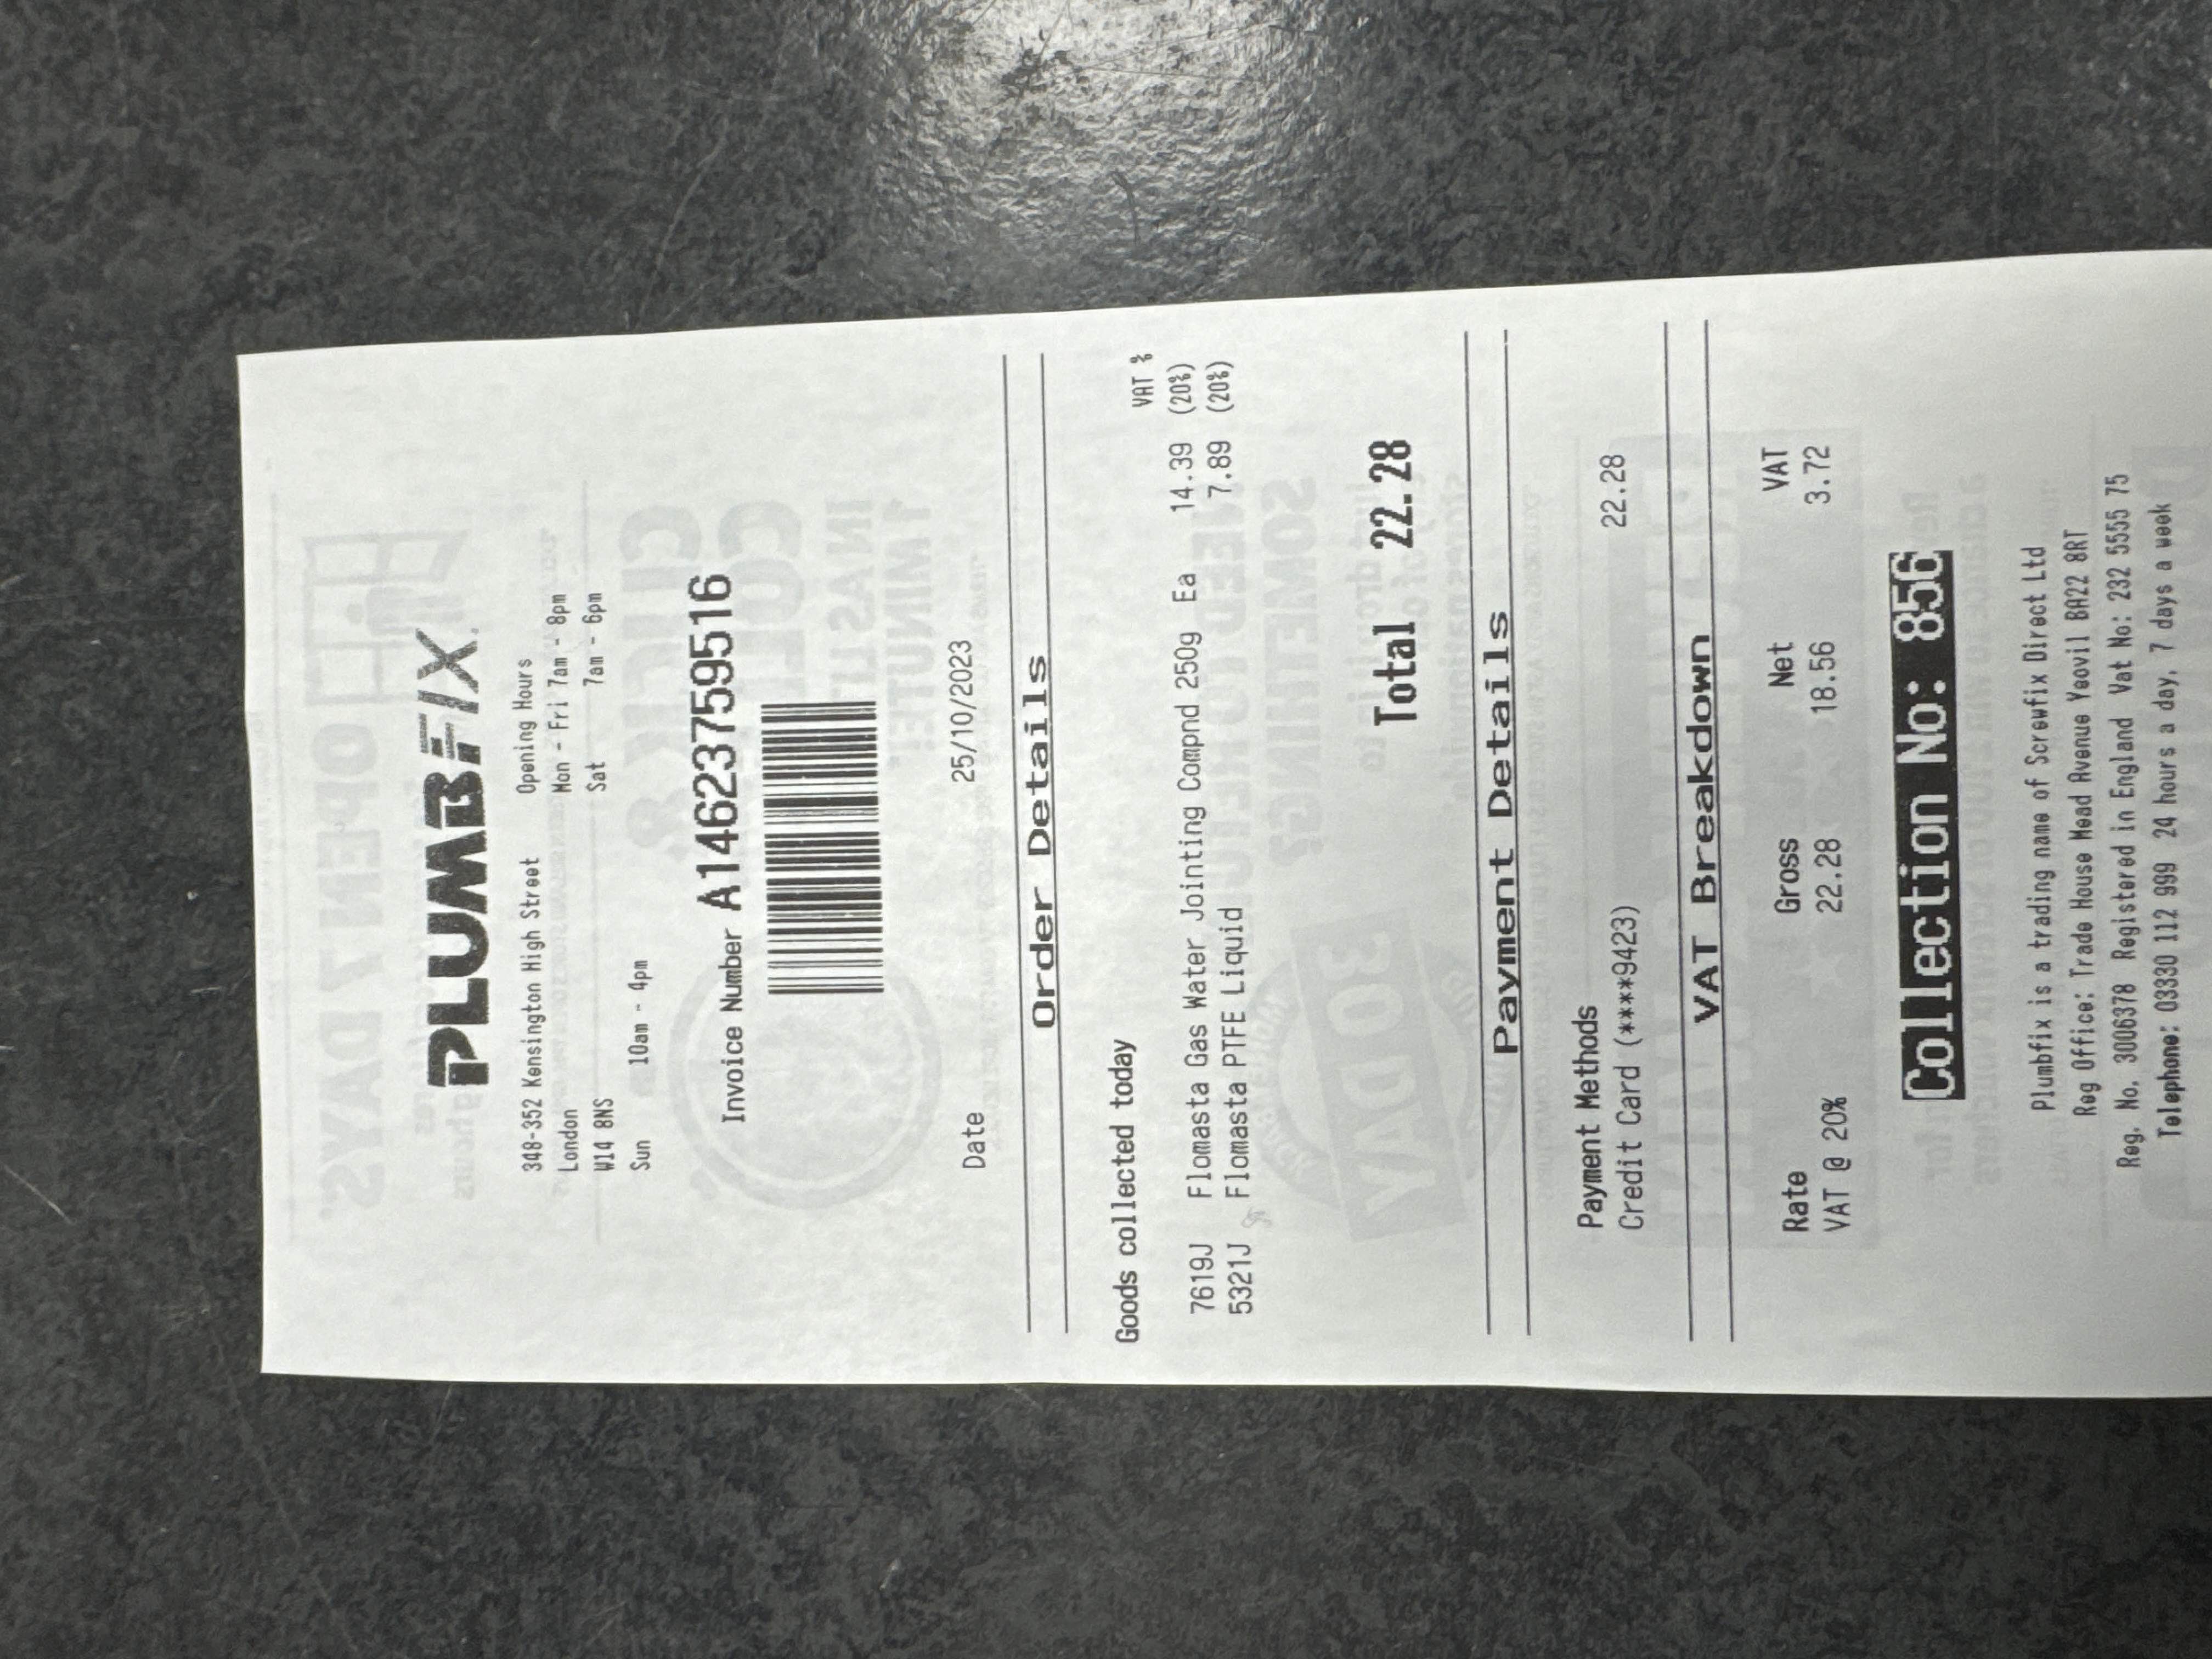 PLUMBFIX.
348-352 Kensington High Street Opening Hours
London Mon - Fri 7am - 8pm
W14 8NS Sat 7am - 6pm
Sun 10am - 4pm
Invoice Number A14623759516
Date 25/10/2023
Order Details
Goods collected today
VAT %
7619J Flomasta Gas Water Jointing Compnd 250g Ea 14.39 (20%)
5321J Flomasta PTFE Liquid 7.89 (20%)
Total 22.28
Payment Details
Payment Methods
Credit Card (****9423) 22.28
VAT Breakdown
Rate Gross Net VAT
VAT @ 20% 22.28 18.56 3.72
Collection No: 856
Plumbfix is a trading name of Screwfix Direct Ltd
Reg Office: Trade House Mead Avenue Yeovil BA22 8RT
Reg. No. 3006378 Registered in England Vat No: 232 5555 75
Telephone: 03330 112 999 24 hours a day, 7 days a week